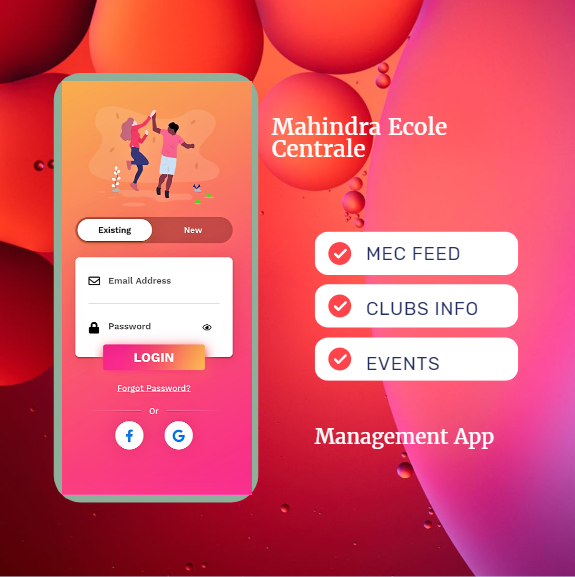 Mahindra Ecole
Centrale
Existing New
Email Address
Password
LOGIN
Forgot Password?
Or
MEC FEED
CLUBS INFO
EVENTS
Management App